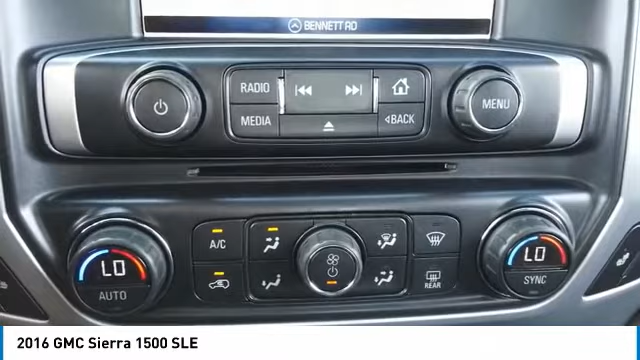 BENNETT RD
RADIO
MEDIA
BACK
MENU
A/C
LO
AUTO
REAR
LO
SYNC
2016 GMC Sierra 1500 SLE